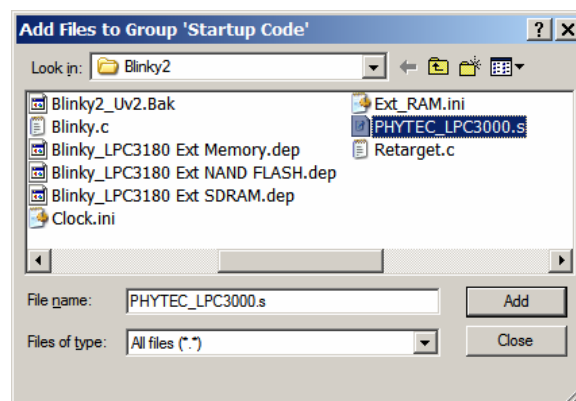 Add Files to Group 'Startup Code'
Look in: Blinky2
Blinky2_Uv2.Bak
Blinky.c
Blinky_LPC3180 Ext Memory.dep
Blinky_LPC3180 Ext NAND FLASH.dep
Blinky_LPC3180 Ext SDRAM.dep
Clock.ini
Ext_RAM.ini
PHYTEC_LPC3000.s
Retarget.c
File name: PHYTEC_LPC3000.s Add
Files of type: All files (*.*) Close